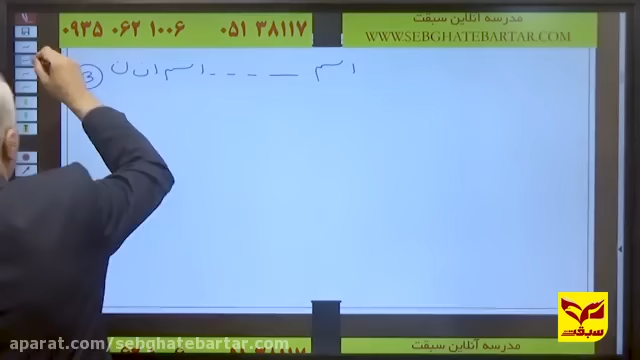 مدرسه آنلاین سبقت
۰۵۱ ۳۸۱۱۷ ۰۹۳۵ ۰۶۲ ۱۰۰۶
WWW.SEBGHATEBARTAR.COM
اسم
اسم
3
سبقت
aparat.com/sebghatebartar.com
مدرسه آنلاین سبقت